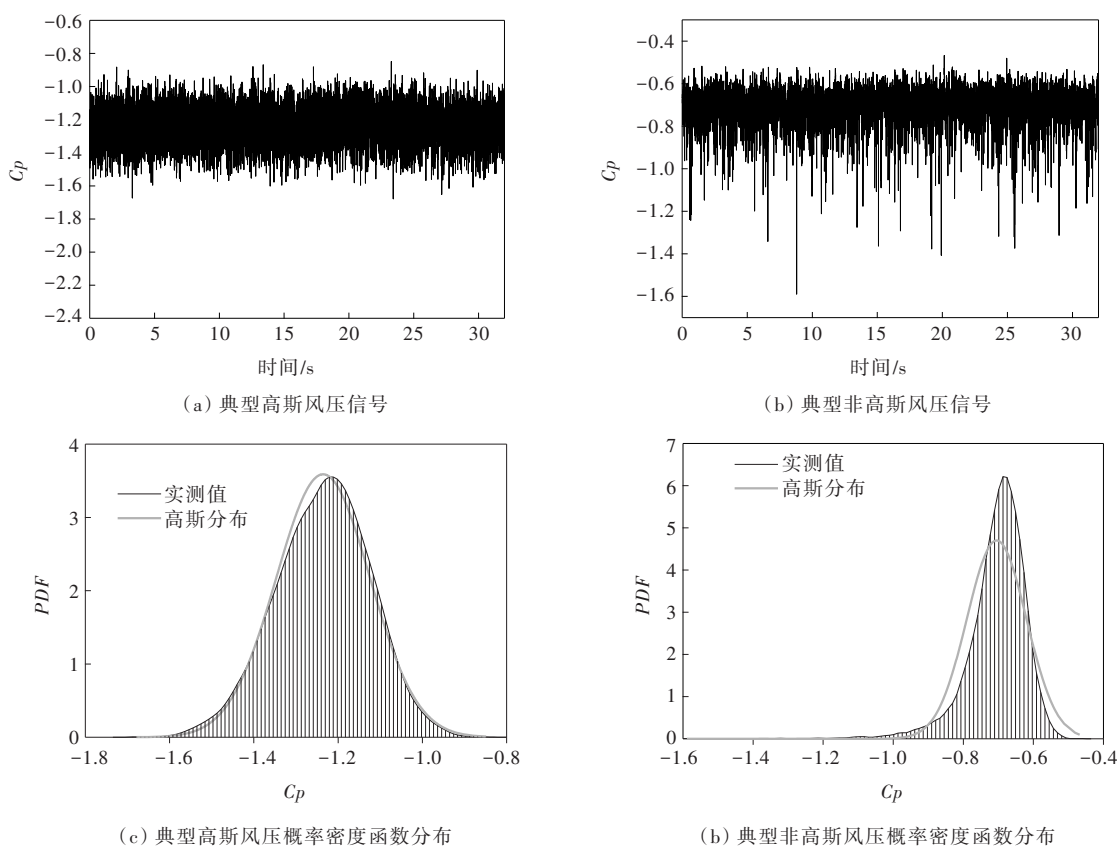 −0.6
−0.8
−1.0
−1.2
−1.4
−1.6
−1.8
−2.0
−2.2
−2.4
Cp
0 5 10 15 20 25 30
时间/s
(a) 典型高斯风压信号
−0.4
−0.6
−0.8
−1.0
−1.2
−1.4
−1.6
Cp
0 5 10 15 20 25 30
时间/s
(b) 典型非高斯风压信号
4
3
2
1
0
PDF
实测值
高斯分布
−1.8 −1.6 −1.4 −1.2 −1.0 −0.8
Cp
(c) 典型高斯风压概率密度函数分布
7
6
5
4
3
2
1
0
PDF
实测值
高斯分布
−1.6 −1.4 −1.2 −1.0 −0.8 −0.6 −0.4
Cp
(b) 典型非高斯风压概率密度函数分布